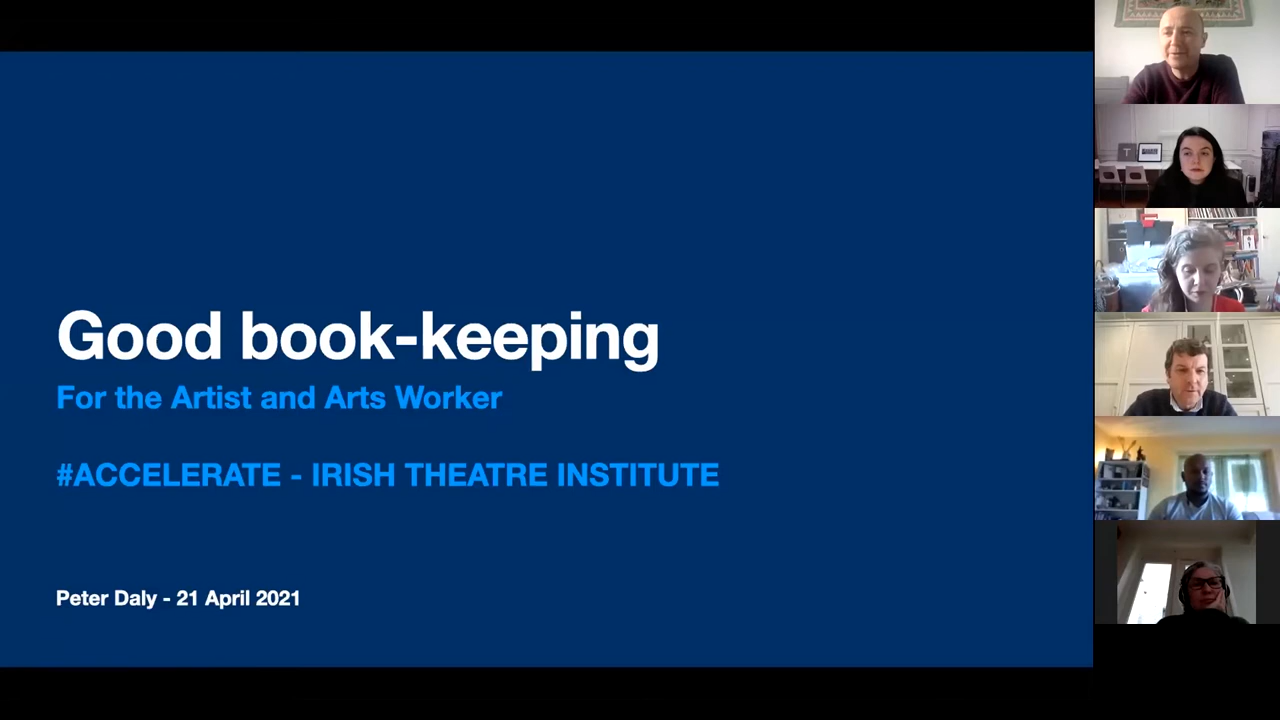 Good book-keeping
For the Artist and Arts Worker
#ACCELERATE - IRISH THEATRE INSTITUTE
Peter Daly - 21 April 2021